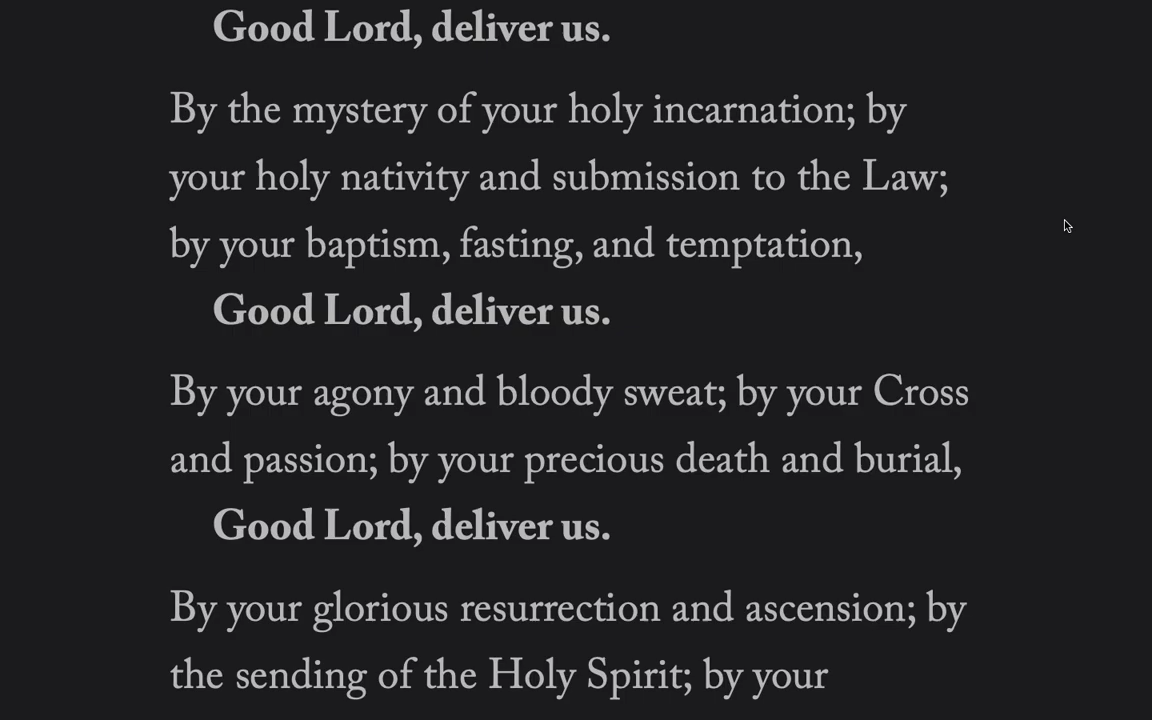 Good Lord, deliver us.
By the mystery of your holy incarnation; by
your holy nativity and submission to the Law;
by your baptism, fasting, and temptation,
Good Lord, deliver us.
By your agony and bloody sweat; by your Cross
and passion; by your precious death and burial,
Good Lord, deliver us.
By your glorious resurrection and ascension; by
the sending of the Holy Spirit; by your